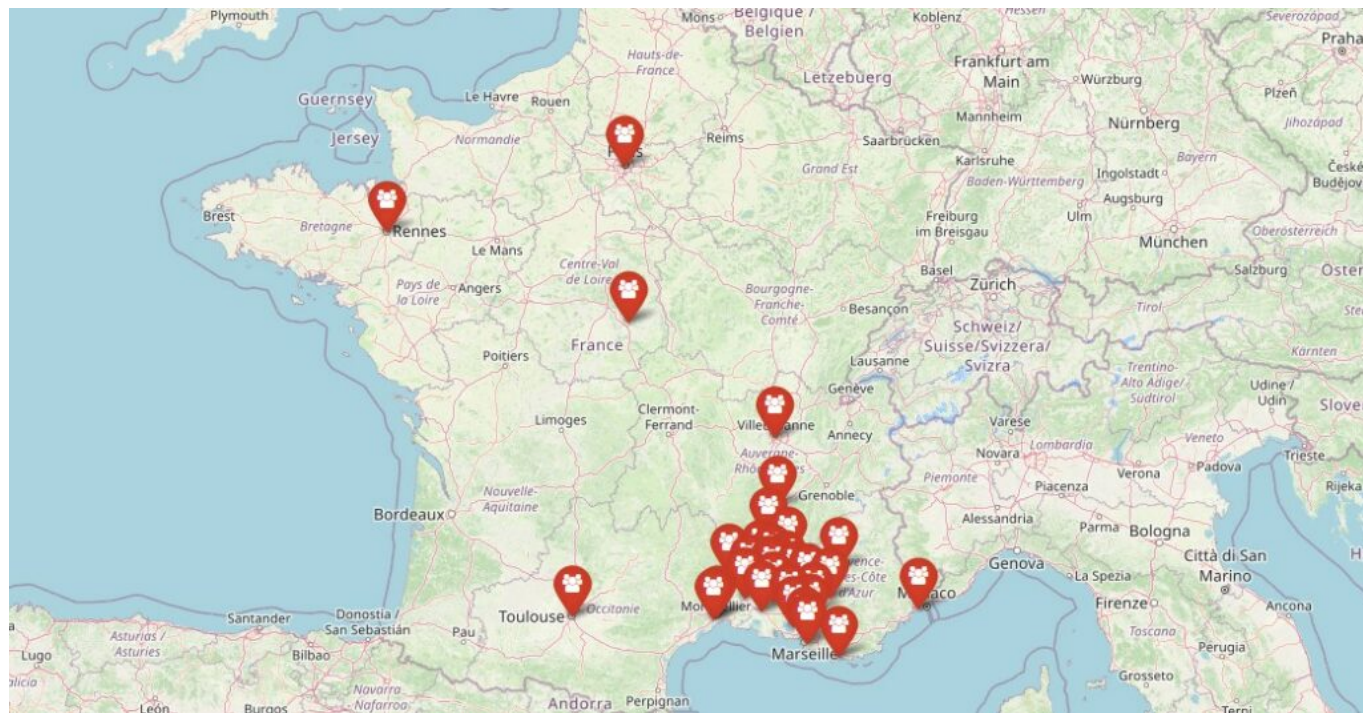 Plymouth
Mons
Belgique /
Belgien
Koblenz
Hessen
Severozápad
Praha
Hauts-de-
France
Frankfurt am
Main
Letzebuerg
Würzburg
Plzeň
Guernsey
Le Havre
Rouen
Mannheim
Jersey
Normandie
Reims
Saarbrücken
Nürnberg
Jihozápad
Karlsruhe
Bayern
Grand Est
Baden-Württemberg
Ingolstadt
České
Budějov
Brest
Bretagne
Rennes
Freiburg
im Breisgau
Ulm
Augsburg
München
Oberösterreich
Le Mans
Centre-Val
de Loire
Basel
Zürich
Salzburg
Öster
Pays de
la Loire
Angers
Bourgogne-
Franche-
Comté
Besançon
Tirol
France
Schweiz/
Suisse/Svizzera/
Svizra
Poitiers
Lausanne
Kärnten
Genève
Trentino-
Alto Adige/
Südtirol
Udine /
Udin
Limoges
Clermont-
Ferrand
Annecy
Varese
Slove
Novara
Lombardia
Veneto
Trieste
Piemonte
Verona
Padova
Rijeka
Nouvelle-
Aquitaine
Grenoble
Piacenza
Bordeaux
Alessandria
Parma
Bologna
Genova
Città di San
Marino
La Spezia
Toulouse
Occitanie
d'Azur
Firenze
Ancona
Santander
Donostia /
San Sebastián
Pau
Marseille
Toscana
Asturias /
Asturies
Bilbao
Perugia
Lugo
Grosseto
Navarra
- Nafarroa
León
Burgos
Andorra
Perpignan
Terni